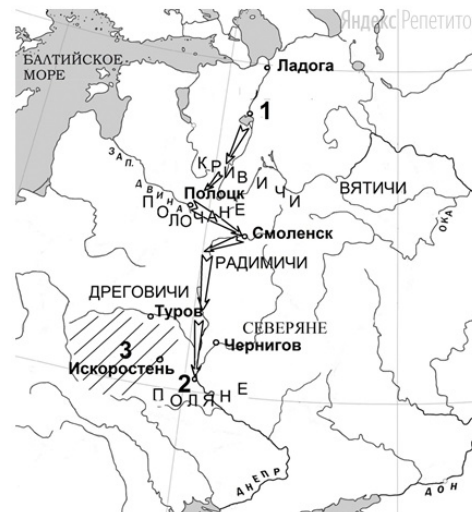 Яндекс Репетито
БАЛТИЙСКОЕ
МОРЕ
Ладога
1
КРИВИЧИ
ЗАП. ДВИНА
Полоцк
ПОЛОЧАНЕ
ВЯТИЧИ
ОКА
Смоленск
РАДИМИЧИ
ДРЕГОВИЧИ
Туров
СЕВЕРЯНЕ
3
Чернигов
Искоростень
2
ПОЛЯНЕ
ДНЕПР
ДОН